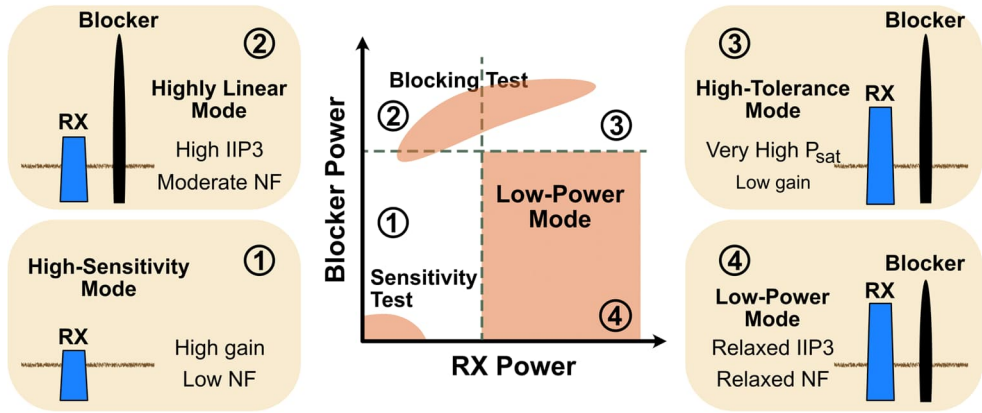 Blocker
②
Highly Linear
Mode
RX
High IIP3
Moderate NF
①
High-Sensitivity
Mode
RX
High gain
Low NF
Blocker Power
Blocking Test
②
③
①
Low-Power
Mode
Sensitivity
Test
④
RX Power
③
Blocker
High-Tolerance
Mode
RX
Very High Psat
Low gain
④
Blocker
Low-Power
Mode
RX
Relaxed IIP3
Relaxed NF